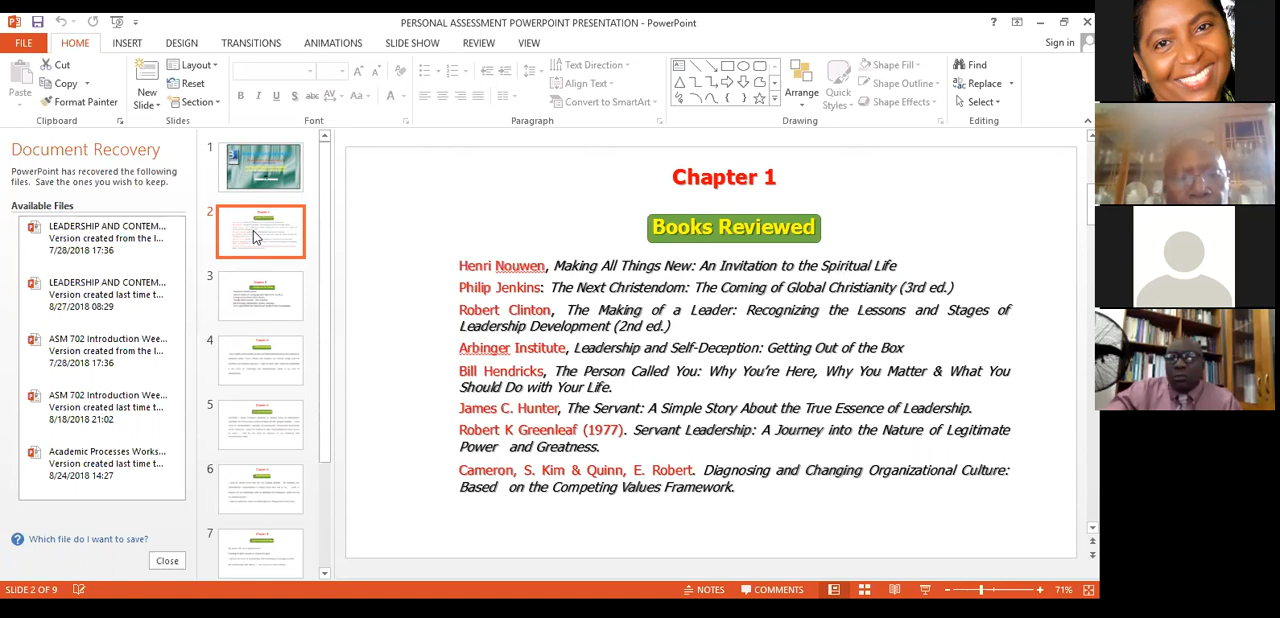 PERSONAL ASSESSMENT POWERPOINT PRESENTATION - PowerPoint
FILE HOME INSERT DESIGN TRANSITIONS ANIMATIONS SLIDE SHOW REVIEW VIEW
Sign in
Paste
Cut
Copy
Format Painter
Clipboard
New
Slide
Layout
Reset
Section
Slides
B I U S abc AV Aa A
Font
Text Direction
Align Text
Convert to SmartArt
Paragraph
Arrange
Quick
Styles
Shape Fill
Shape Outline
Shape Effects
Drawing
Find
Replace
Select
Editing
Document Recovery
PowerPoint has recovered the following
files. Save the ones you wish to keep.
Available Files
LEADERSHIP AND CONTEM...
Version created from the l...
7/28/2018 17:36
LEADERSHIP AND CONTEM...
Version created last time t...
8/27/2018 08:29
ASM 702 Introduction Wee...
Version created from the l...
7/28/2018 17:36
ASM 702 Introduction Wee...
Version created last time t...
8/18/2018 21:02
Academic Processes Works...
Version created last time t...
8/24/2018 14:27
Which file do I want to save?
Close
1
2
3
4
5
6
7
Chapter 1
Books Reviewed
Henri Nouwen, Making All Things New: An Invitation to the Spiritual Life
Philip Jenkins: The Next Christendom: The Coming of Global Christianity (3rd ed.)
Robert Clinton, The Making of a Leader: Recognizing the Lessons and Stages of
Leadership Development (2nd ed.)
Arbinger Institute, Leadership and Self-Deception: Getting Out of the Box
Bill Hendricks, The Person Called You: Why You're Here, Why You Matter & What You
Should Do with Your Life.
James C. Hunter, The Servant: A Simple Story About the True Essence of Leadership.
Robert K Greenleaf (1977). Servant Leadership: A Journey into the Nature of Legitimate
Power and Greatness.
Cameron, S. Kim & Quinn, E. Robert. Diagnosing and Changing Organizational Culture:
Based on the Competing Values Framework.
SLIDE 2 OF 9
NOTES
COMMENTS
71%